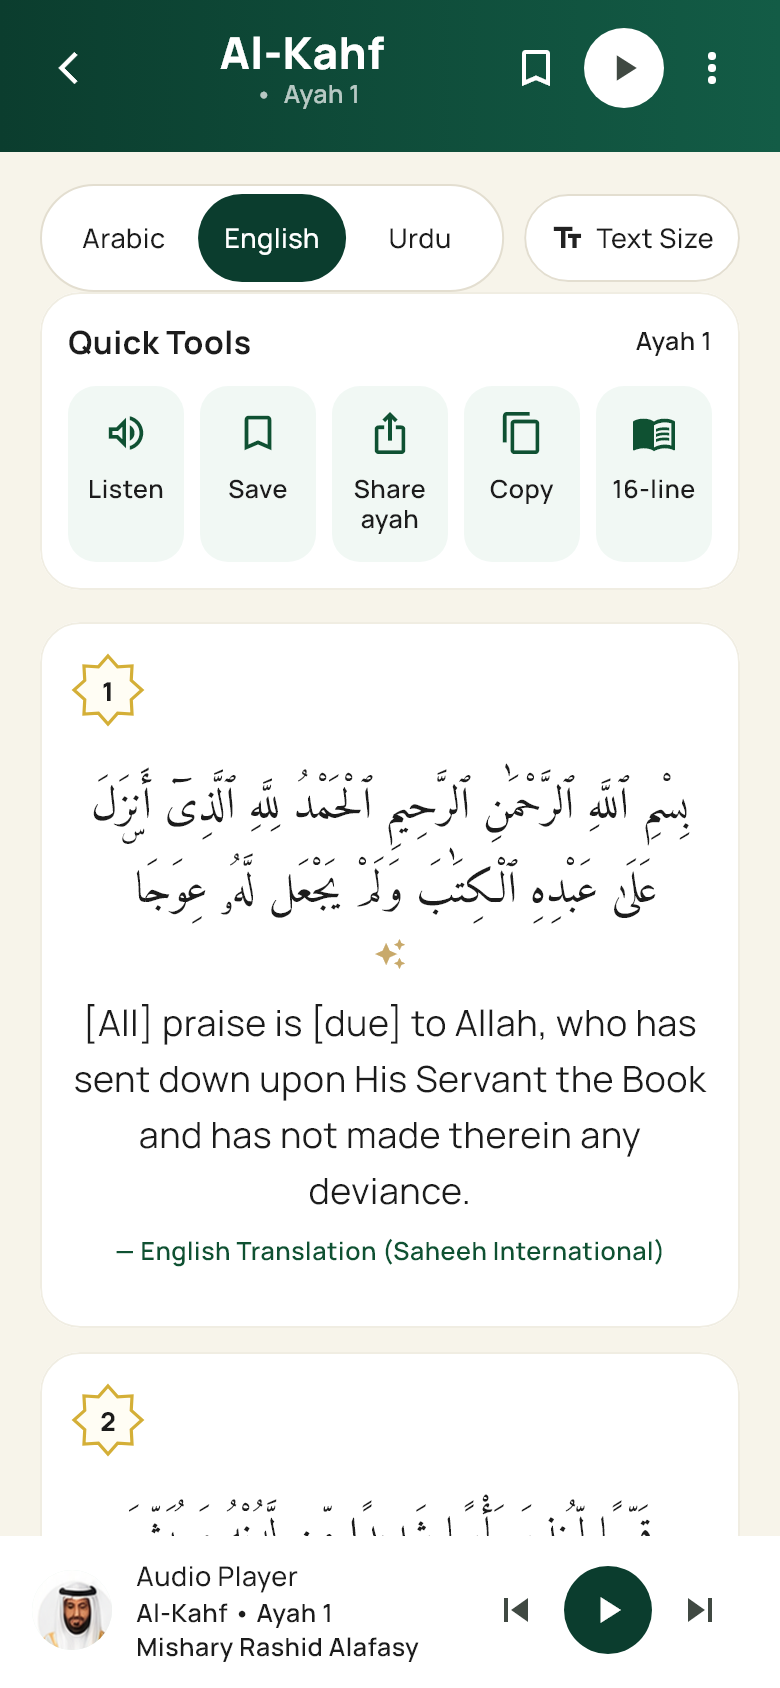 Al-Kahf
• Ayah 1
Arabic
English
Urdu
Text Size
Quick Tools
Ayah 1
Listen
Save
Share
ayah
Copy
16-line
1
بِسْمِ ٱللَّهِ ٱلرَّحْمَٰنِ ٱلرَّحِيمِ ٱلْحَمْدُ لِلَّهِ ٱلَّذِىٓ أَنزَلَ
عَلَىٰ عَبْدِهِ ٱلْكِتَٰبَ وَلَمْ يَجْعَل لَّهُۥ عِوَجَا ۜ
[All] praise is [due] to Allah, who has
sent down upon His Servant the Book
and has not made therein any
deviance.
— English Translation (Saheeh International)
2
Audio Player
Al-Kahf • Ayah 1
Mishary Rashid Alafasy